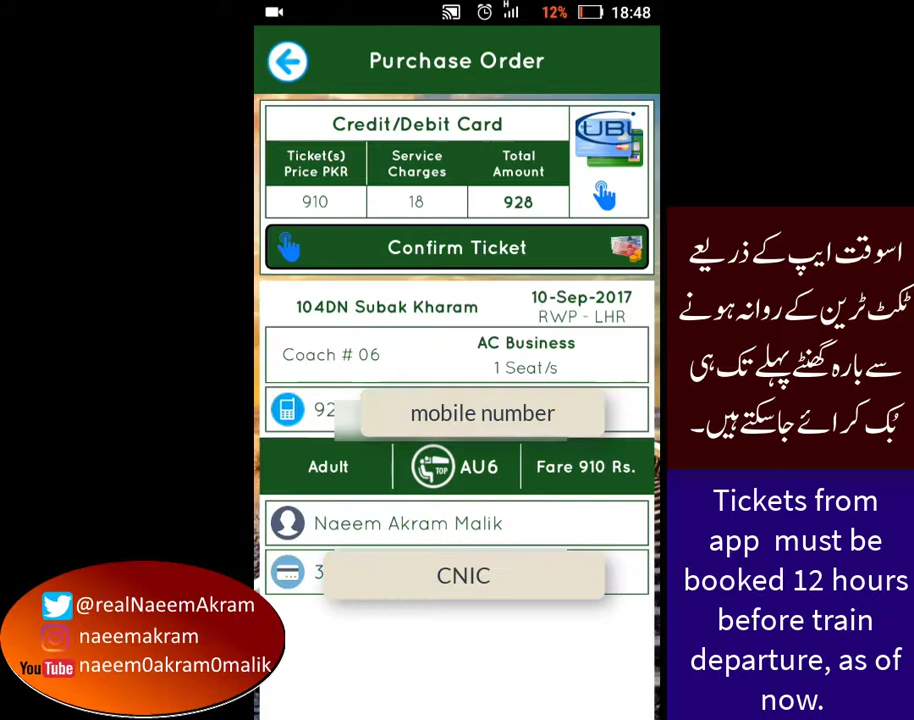 H
12%
18:48
Purchase Order
Credit/Debit Card
UBL
Ticket(s) Price PKR
Service Charges
Total Amount
910
18
928
Confirm Ticket
104DN Subak Kharam
10-Sep-2017
RWP - LHR
Coach # 06
AC Business
1 Seat/s
92
mobile number
Adult
TOP
AU6
Fare 910 Rs.
Naeem Akram Malik
3
CNIC
اسوقت ایپ کے ذریعے
ٹکٹ ٹرین کے روانہ ہونے
سے بارہ گھنٹے پہلے تک ہی
بُک کرائے جاسکتے ہیں۔
Tickets from
app must be
booked 12 hours
before train
departure, as of
now.
@realNaeemAkram
naeemakram
YouTube naeem0akram0malik